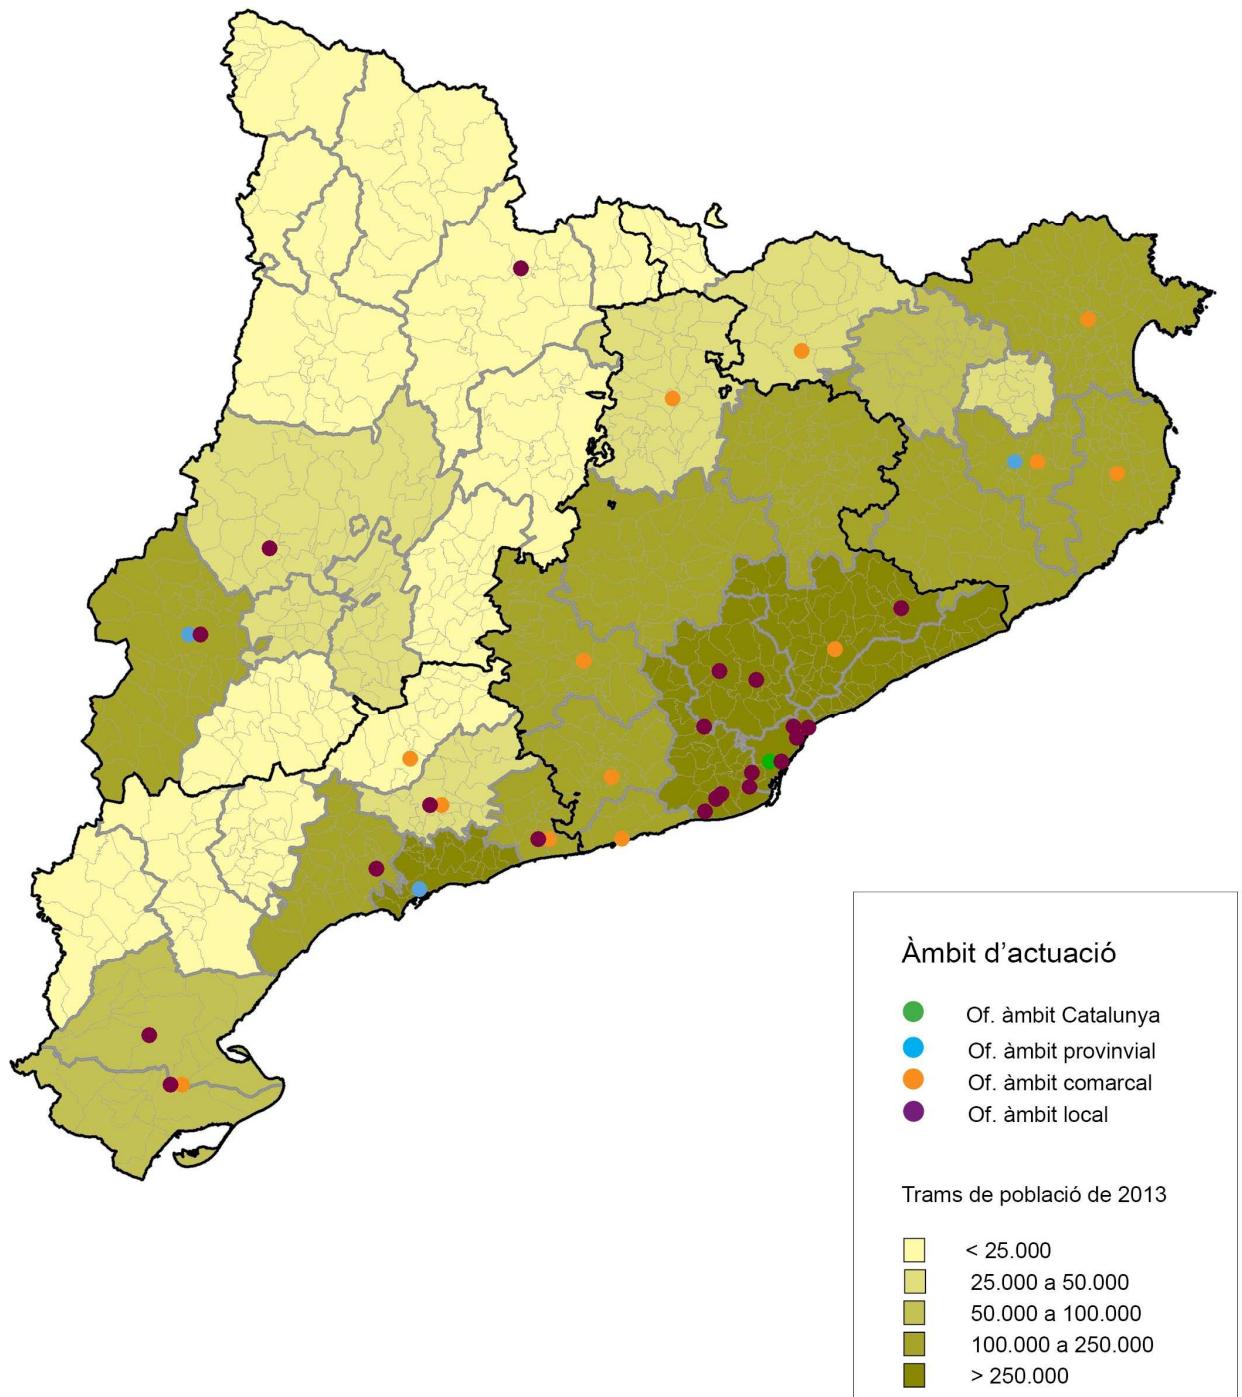 Àmbit d'actuació
Of. àmbit Catalunya
Of. àmbit provinvial
Of. àmbit comarcal
Of. àmbit local
Trams de població de 2013
< 25.000
25.000 a 50.000
50.000 a 100.000
100.000 a 250.000
> 250.000